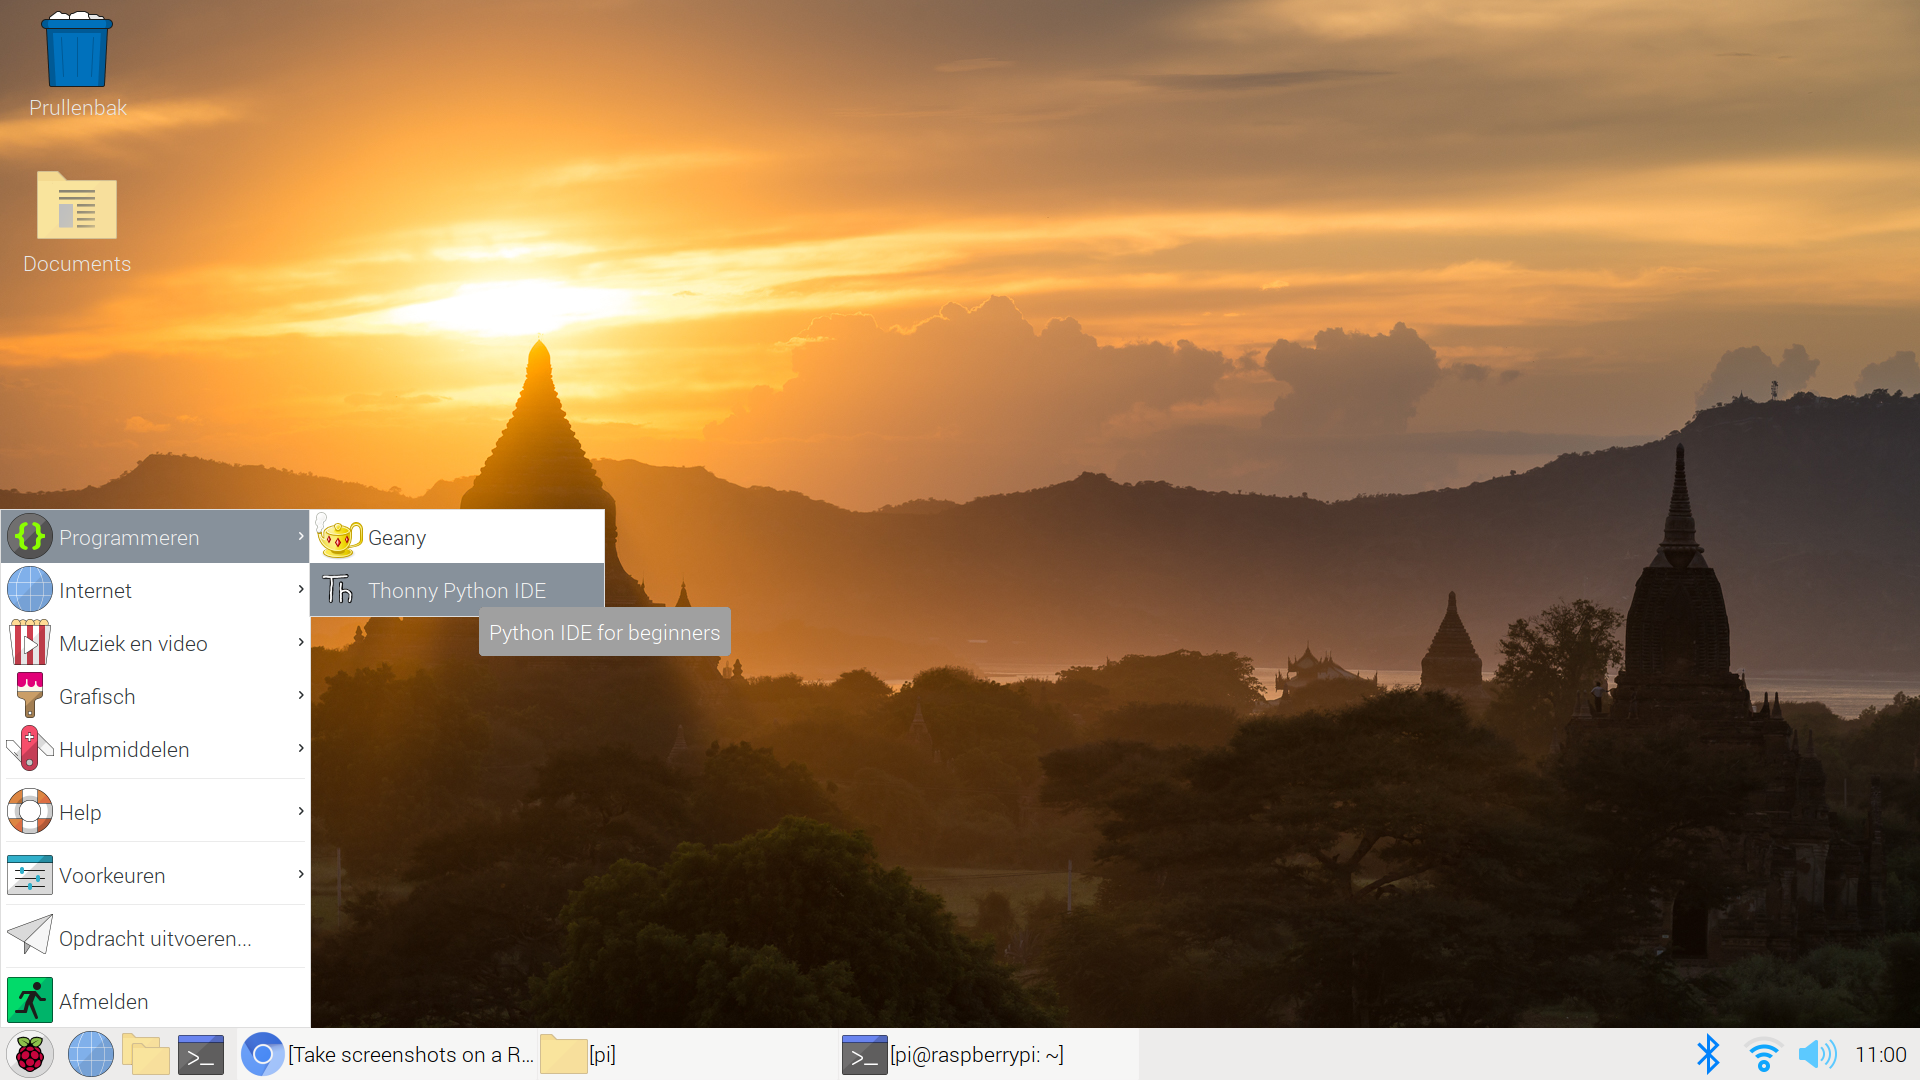 Prullenbak
Documents
Programmeren
Geany
Internet
Thonny Python IDE
Python IDE for beginners
Muziek en video
Grafisch
Hulpmiddelen
Help
Voorkeuren
Opdracht uitvoeren...
Afmelden
[Take screenshots on a R...
[pi]
[pi@raspberrypi: ~]
11:00